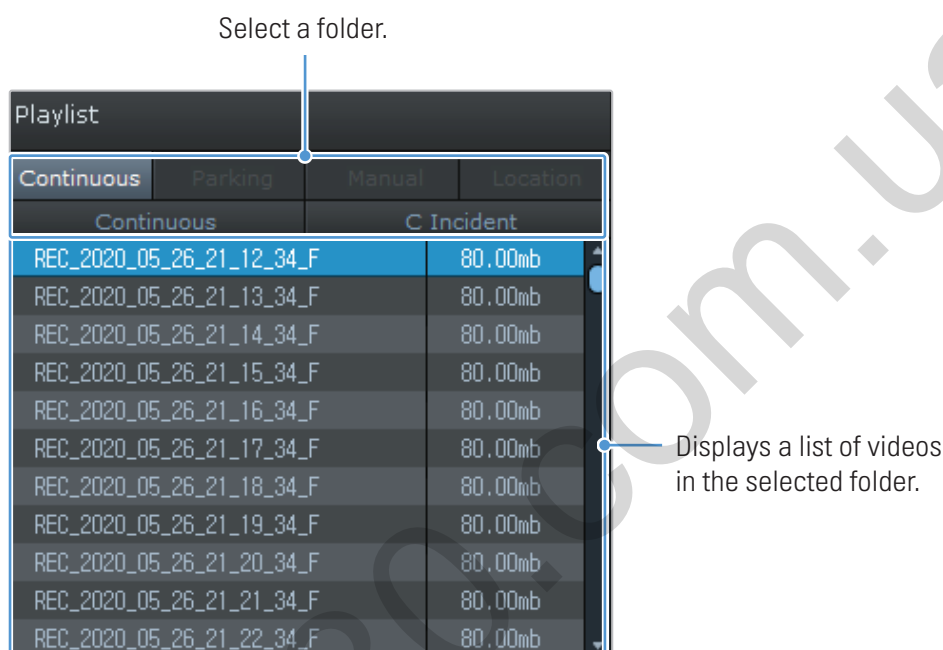 Select a folder.
Playlist
Continuous Parking Manual Location
Continuous C Incident
REC_2020_05_26_21_12_34_F 80.00mb
REC_2020_05_26_21_13_34_F 80.00mb
REC_2020_05_26_21_14_34_F 80.00mb
REC_2020_05_26_21_15_34_F 80.00mb
REC_2020_05_26_21_16_34_F 80.00mb
REC_2020_05_26_21_17_34_F 80.00mb
REC_2020_05_26_21_18_34_F 80.00mb
REC_2020_05_26_21_19_34_F 80.00mb
REC_2020_05_26_21_20_34_F 80.00mb
REC_2020_05_26_21_21_34_F 80.00mb
REC_2020_05_26_21_22_34_F 80.00mb
Displays a list of videos
in the selected folder.